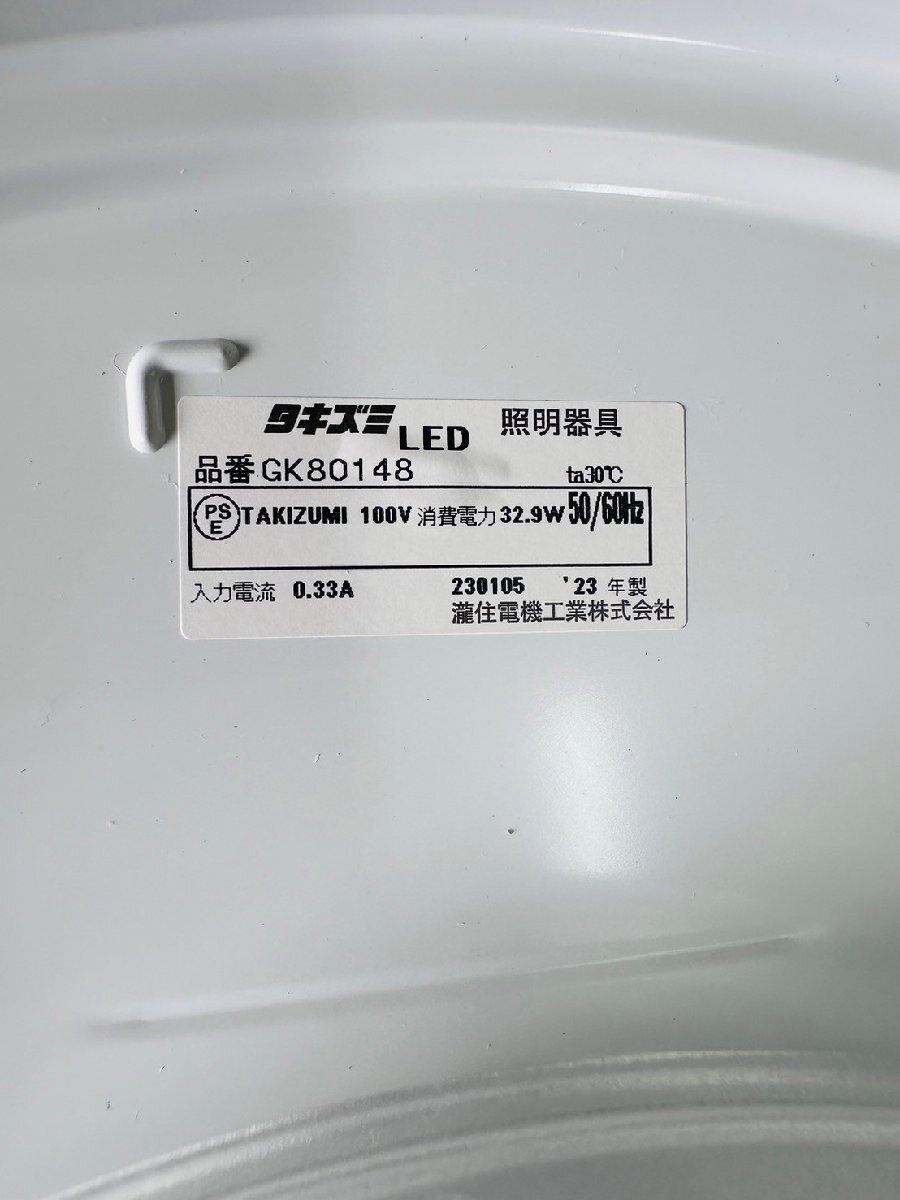 タキズミ LED 照明器具
品番 GK80148 ta30℃
PSE TAKIZUMI 100V 消費電力 32.9W 50/60Hz
入力電流 0.33A 230105 '23 年製
瀧住電機工業株式会社